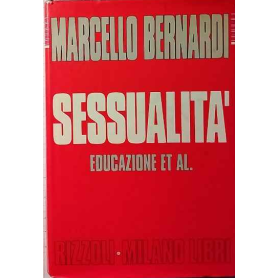 MARCELLO BERNARDI
SESSUALITA'
EDUCAZIONE ET AL.
RIZZOLI • MILANO LIBRI